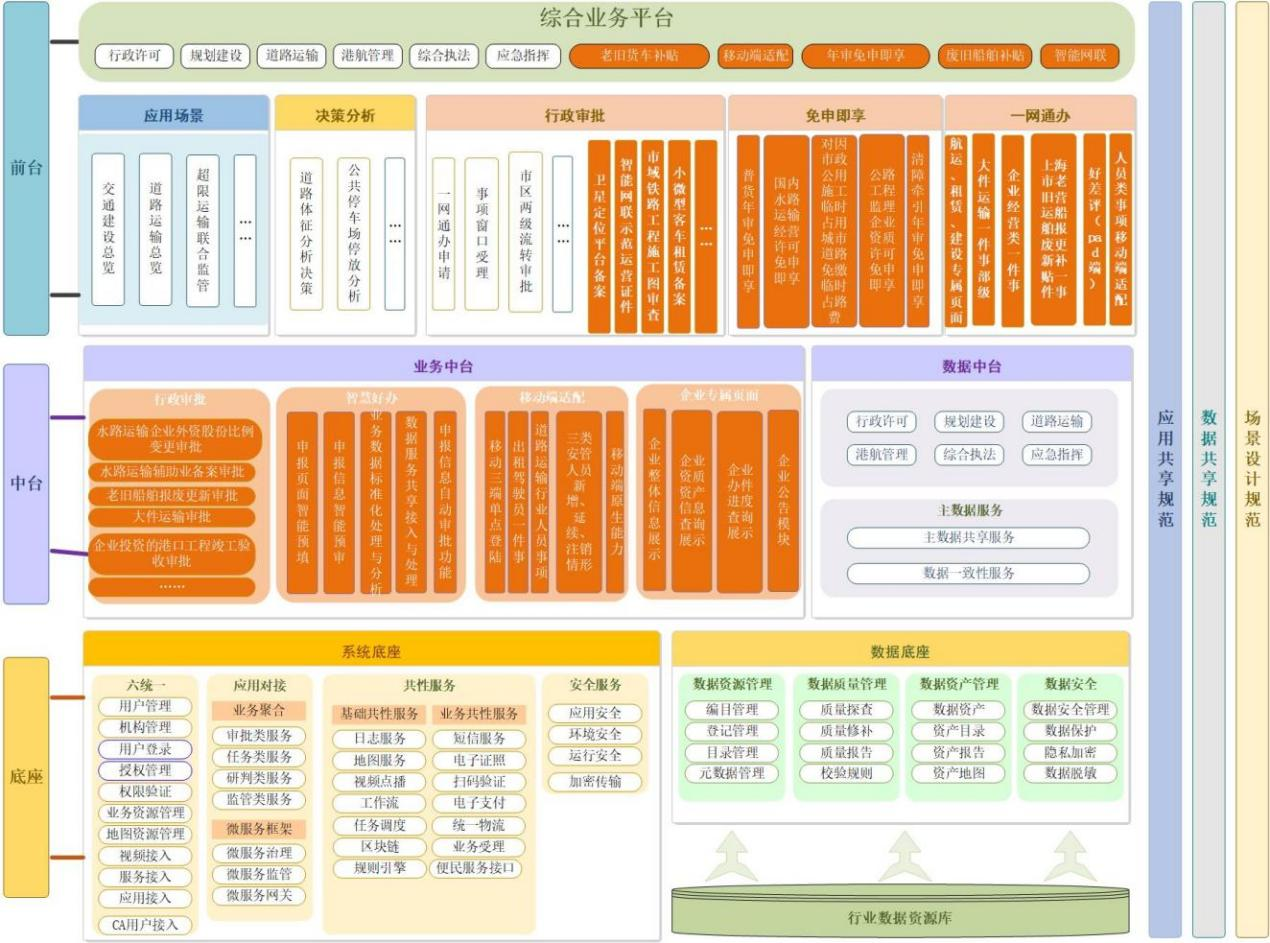 综合业务平台
行政许可 规划建设 道路运输 港航管理 综合执法 应急指挥 老旧货车补贴 移动端适配 年审免申即享 废旧船舶补贴 智能网联
前台
应用场景
交通建设总览
道路运输总览
超限运输联合监管
……
决策分析
道路体征分析决策
公共停车场停放分析
……
行政审批
一网通办申请
事项窗口受理
市区两级流转审批
……
卫星定位平台备案
智能网联示范运营证件
市域铁路工程施工图审查
小微型客车租赁备案
……
免申即享
普货年审免申即享
国内水路运输经营许可免申即享
对因市政公用施工临时占用城市道路免缴临时占路费
公路工程监理企业资质许可免申即享
清障牵引年审免申即享
一网通办
航运、租赁、建设专属页面
大件运输一件事部级
企业经营类一件事
上海市老旧营运船舶报废更新补贴一件事
好差评(pad端)
人员类事项移动端适配
中台
业务中台
行政审批
水路运输企业外资股份比例
变更审批
水路运输辅助业备案审批
老旧船舶报废更新审批
大件运输审批
企业投资的港口工程竣工验
收审批
……
智慧好办
申报页面智能预填
申报信息智能预审
业务数据标准化处理与分析
数据服务共享接入与处理
申报信息自动审批功能
移动端适配
移动三端单点登陆
出租驾驶员一件事
道路运输行业人员事项
三类安管人员新增、延续、注销情形
移动端原生能力
企业专属页面
企业整体信息展示
企业资质资产信息查询展示
企业办件进度查询展示
企业公告模块
数据中台
行政许可 规划建设 道路运输
港航管理 综合执法 应急指挥
主数据服务
主数据共享服务
数据一致性服务
底座
系统底座
六统一
用户管理
机构管理
用户登录
授权管理
权限验证
业务资源管理
地图资源管理
视频接入
服务接入
应用接入
CA用户接入
应用对接
业务聚合
审批类服务
任务类服务
研判类服务
监管类服务
微服务框架
微服务治理
微服务监管
微服务网关
共性服务
基础共性服务
日志服务
地图服务
视频点播
工作流
任务调度
区块链
规则引擎
业务共性服务
短信服务
电子证照
扫码验证
电子支付
统一物流
业务受理
便民服务接口
安全服务
应用安全
环境安全
运行安全
加密传输
数据底座
数据资源管理
编目管理
登记管理
目录管理
元数据管理
数据质量管理
质量探查
质量修补
质量报告
校验规则
数据资产管理
数据资产
资产目录
资产报告
资产地图
数据安全
数据安全管理
数据保护
隐私加密
数据脱敏
行业数据资源库
应用共享规范
数据共享规范
场景设计规范